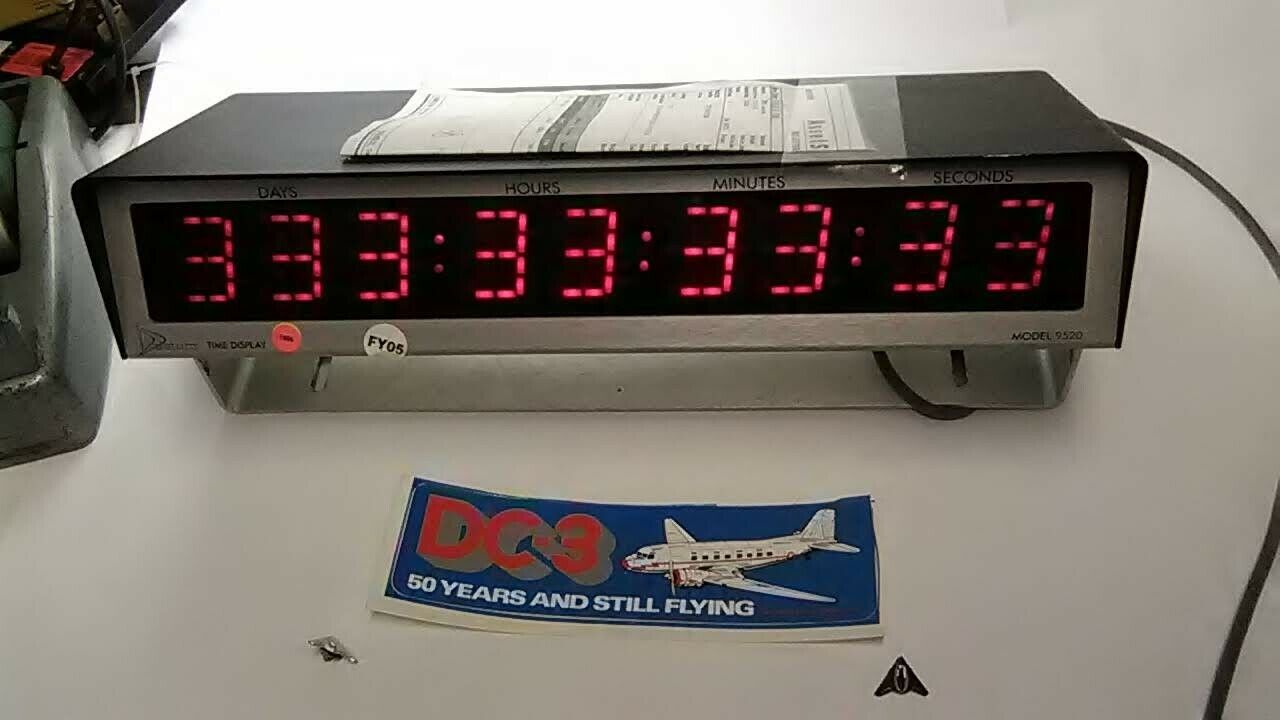 Assets
DAYS HOURS MINUTES SECONDS
333:33:33:33
TIME DISPLAY FY05 MODEL 9520
DC-3
50 YEARS AND STILL FLYING